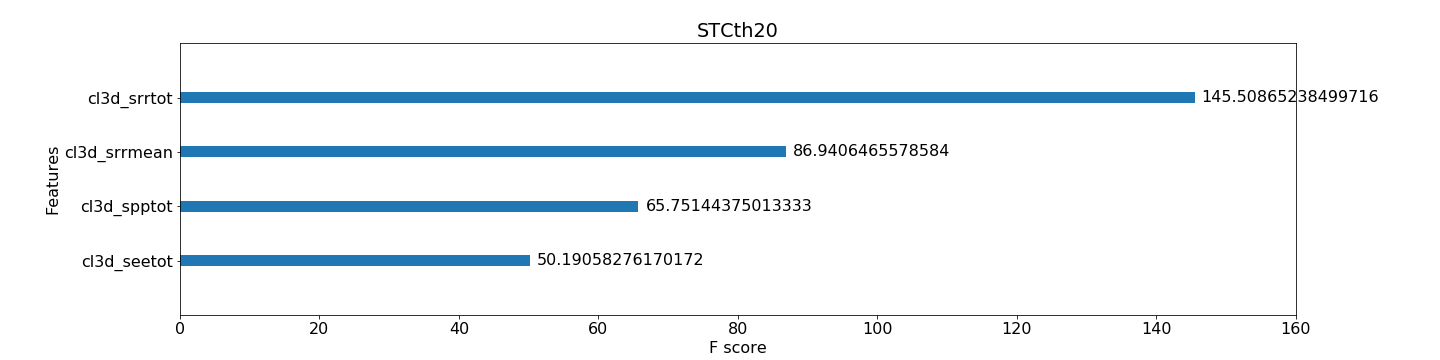 STCth20
cl3d_srrtot
145.50865238499716
cl3d_srrmean
86.9406465578584
Features
cl3d_spptot
65.75144375013333
cl3d_seetot
50.19058276170172
0 20 40 60 80 100 120 140 160
F score